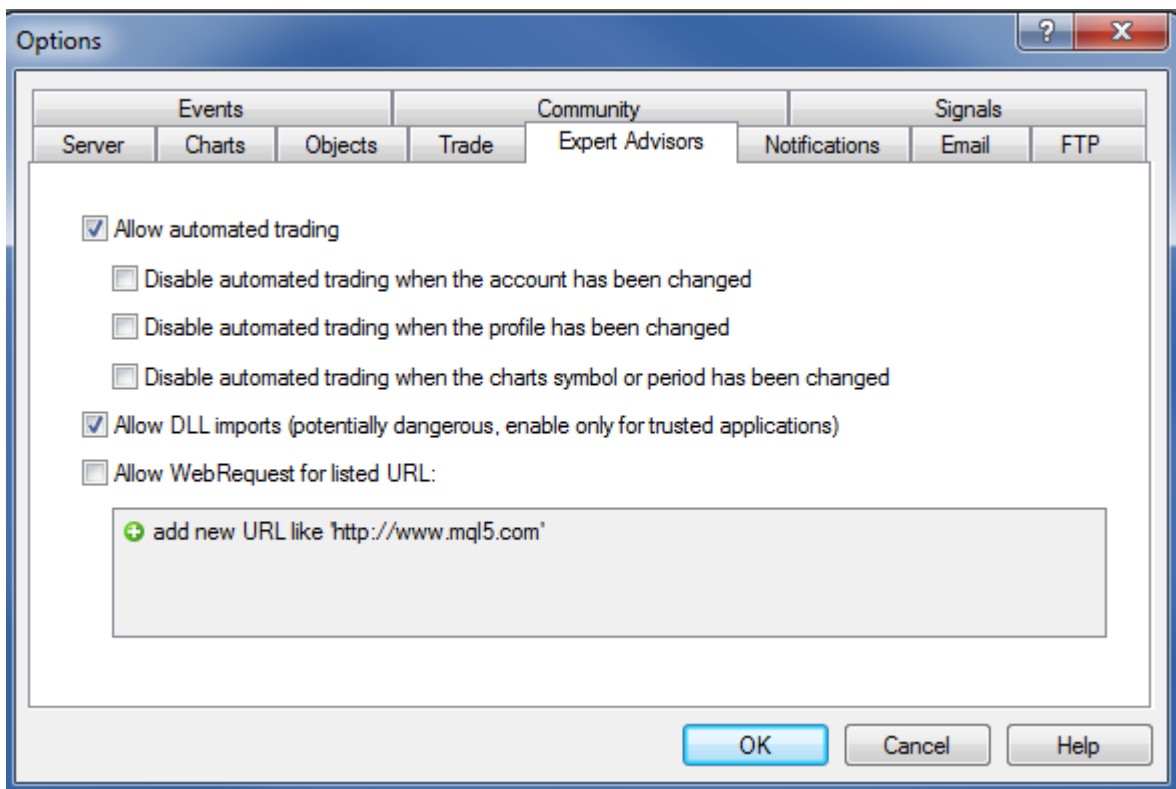 Options
Events Community Signals
Server Charts Objects Trade Expert Advisors Notifications Email FTP
Allow automated trading
Disable automated trading when the account has been changed
Disable automated trading when the profile has been changed
Disable automated trading when the charts symbol or period has been changed
Allow DLL imports (potentially dangerous, enable only for trusted applications)
Allow WebRequest for listed URL:
add new URL like 'http://www.mql5.com'
OK Cancel Help